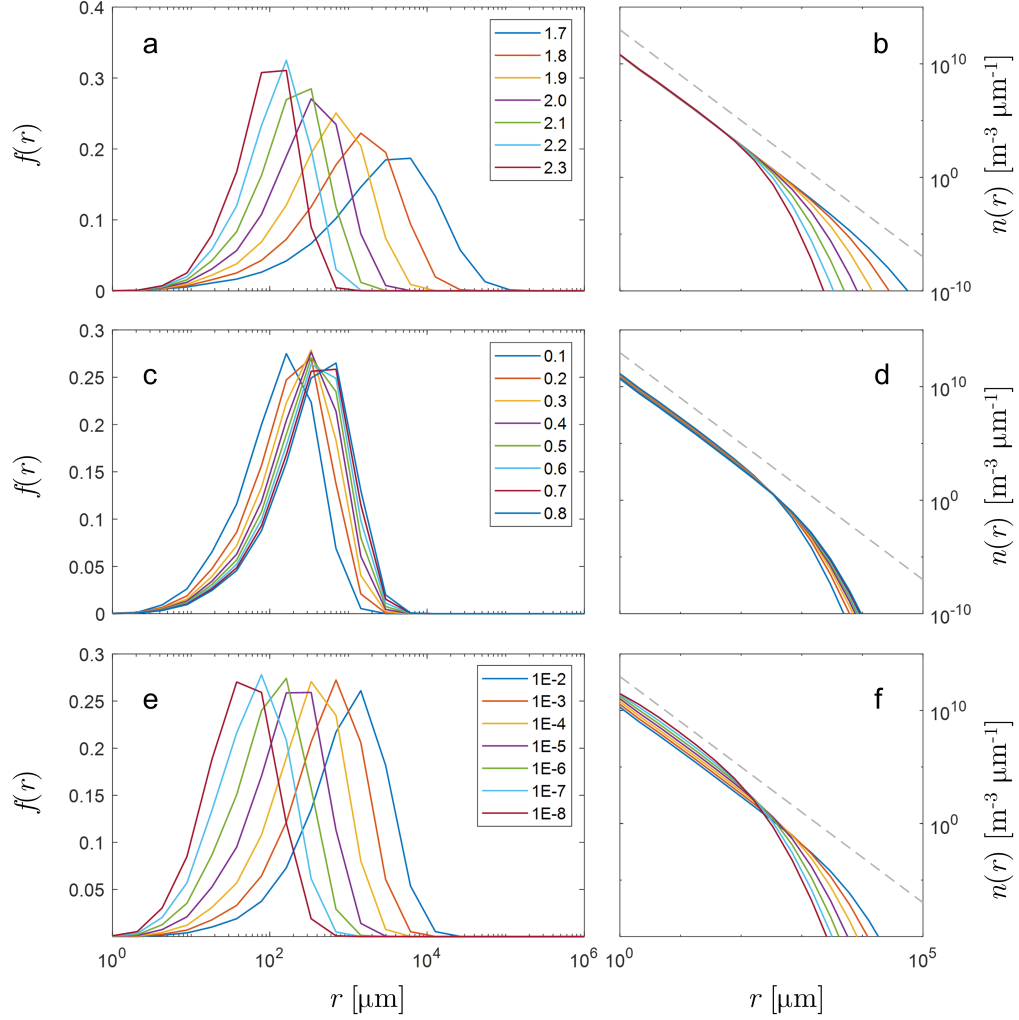 0.4
0.3
0.2
0.1
0
f(r)
a
1.7
1.8
1.9
2.0
2.1
2.2
2.3
b
10^10
10^0
10^-10
n(r) [m^-3 μm^-1]
0.3
0.25
0.2
0.15
0.1
0.05
0
f(r)
c
0.1
0.2
0.3
0.4
0.5
0.6
0.7
0.8
d
10^10
10^0
10^-10
n(r) [m^-3 μm^-1]
0.3
0.25
0.2
0.15
0.1
0.05
f(r)
e
1E-2
1E-3
1E-4
1E-5
1E-6
1E-7
1E-8
10^0 10^2 10^4 10^6
r [μm]
f
10^10
10^0
n(r) [m^-3 μm^-1]
10^0 10^5
r [μm]